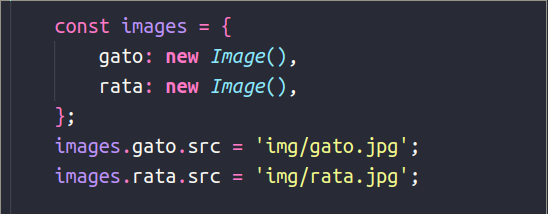 const images = {
    gato: new Image(),
    rata: new Image(),
};
images.gato.src = 'img/gato.jpg';
images.rata.src = 'img/rata.jpg';